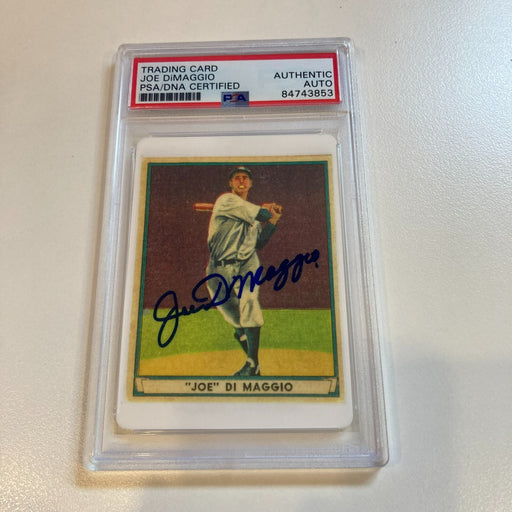 TRADING CARD
JOE DiMAGGIO
PSA/DNA CERTIFIED
PSA
AUTHENTIC
AUTO
84743853
Joe DiMaggio
"JOE" DI MAGGIO